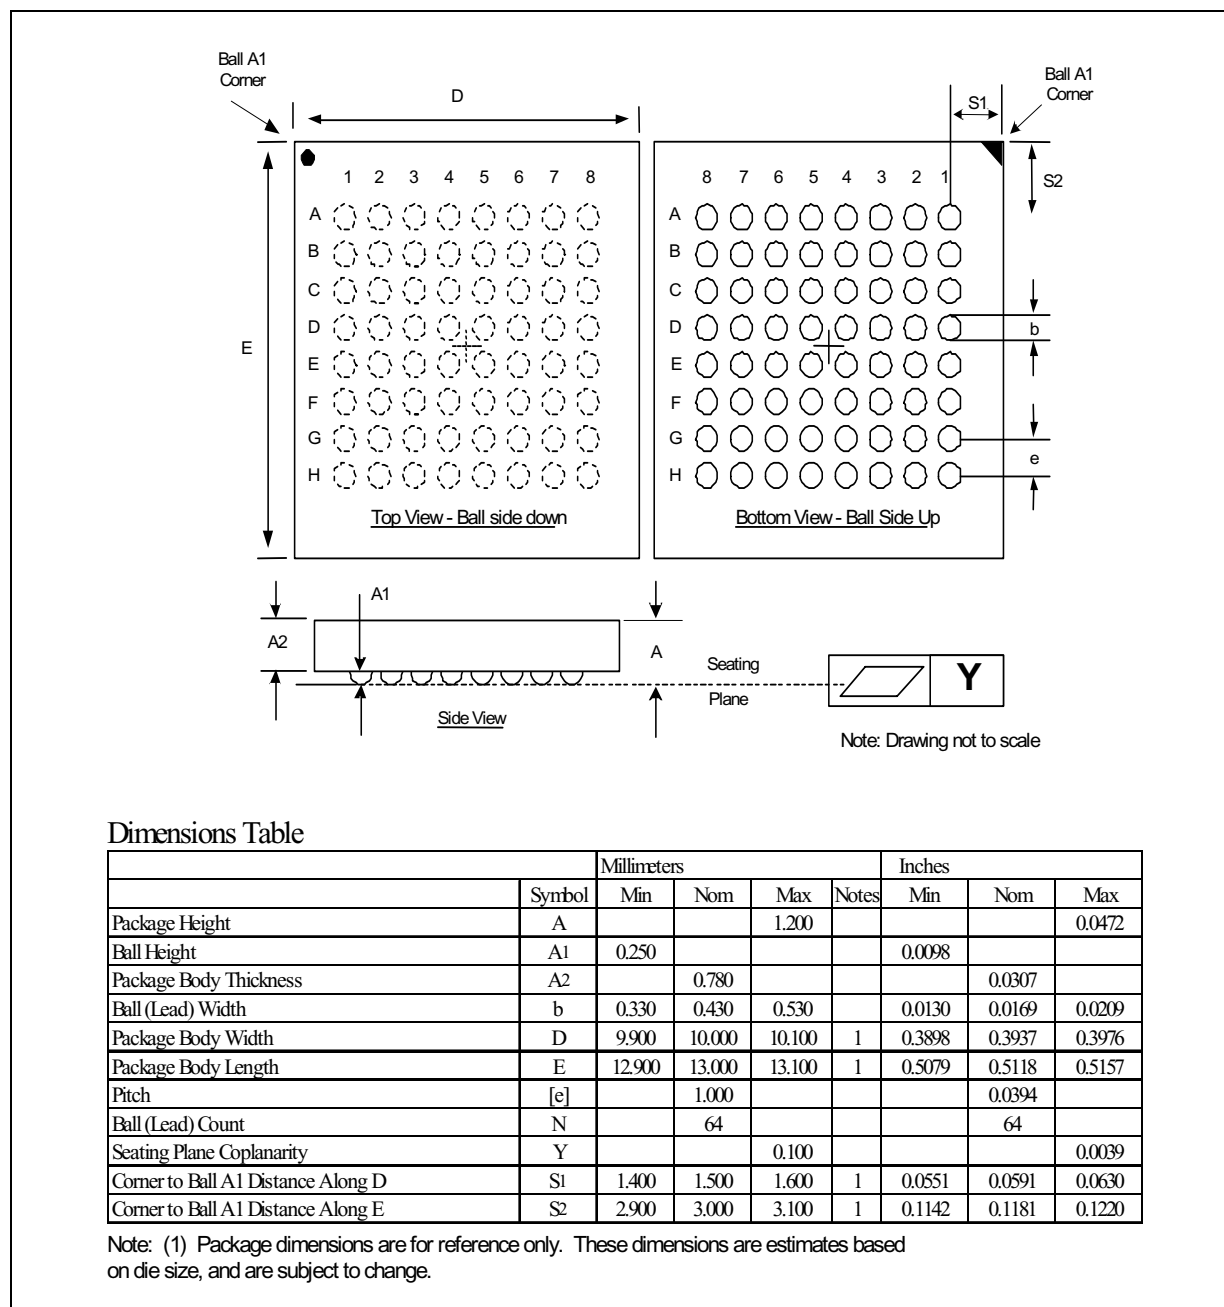 Ball A1
Corner
D
S1
Ball A1
Corner
S2
1 2 3 4 5 6 7 8
8 7 6 5 4 3 2 1
A
B
C
D
E
F
G
H
A
B
C
D
E
F
G
H
E
b
e
Top View - Ball side down
Bottom View - Ball Side Up
A1
A2
A
Seating
Plane
Y
Side View
Note: Drawing not to scale
Dimensions Table
Millimeters Inches
Symbol Min Nom Max Notes Min Nom Max
Package Height A 1.200 0.0472
Ball Height A1 0.250 0.0098
Package Body Thickness A2 0.780 0.0307
Ball (Lead) Width b 0.330 0.430 0.530 0.0130 0.0169 0.0209
Package Body Width D 9.900 10.000 10.100 1 0.3898 0.3937 0.3976
Package Body Length E 12.900 13.000 13.100 1 0.5079 0.5118 0.5157
Pitch [e] 1.000 0.0394
Ball (Lead) Count N 64 64
Seating Plane Coplanarity Y 0.100 0.0039
Corner to Ball A1 Distance Along D S1 1.400 1.500 1.600 1 0.0551 0.0591 0.0630
Corner to Ball A1 Distance Along E S2 2.900 3.000 3.100 1 0.1142 0.1181 0.1220
Note: (1) Package dimensions are for reference only. These dimensions are estimates based
on die size, and are subject to change.